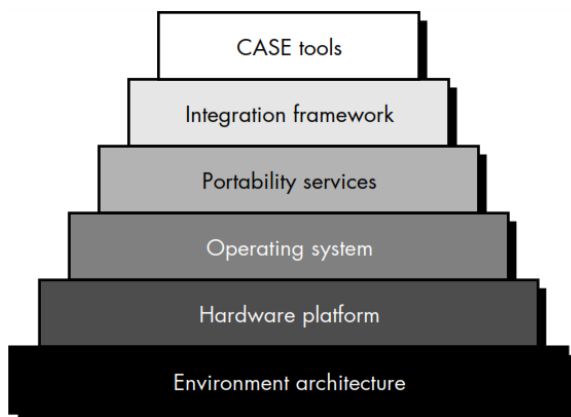 CASE tools
Integration framework
Portability services
Operating system
Hardware platform
Environment architecture